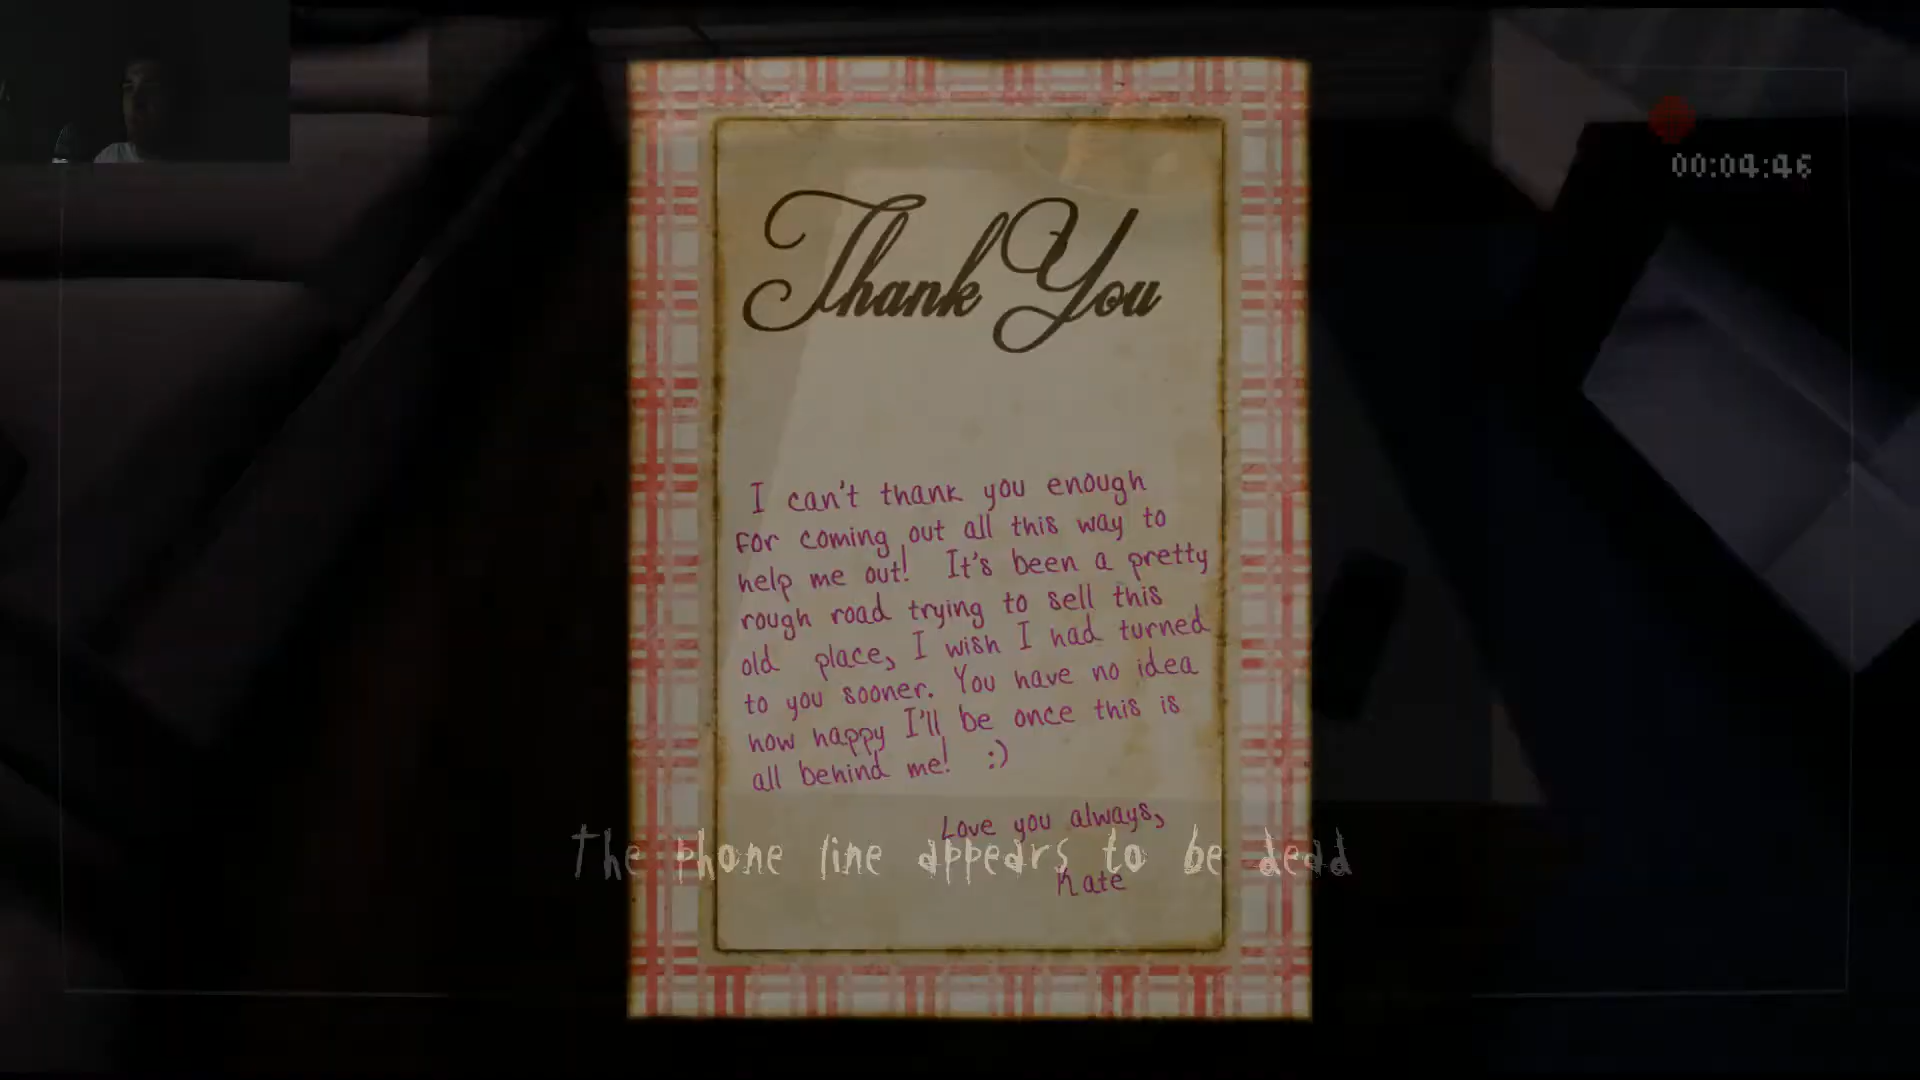 00:04:46
Thank You
I can't thank you enough
for coming out all this way to
help me out! It's been a pretty
rough road trying to sell this
old place, I wish I had turned
to you sooner. You have no idea
how happy I'll be once this is
all behind me! :)
Love you always,
The phone line appears to be dead
Kate